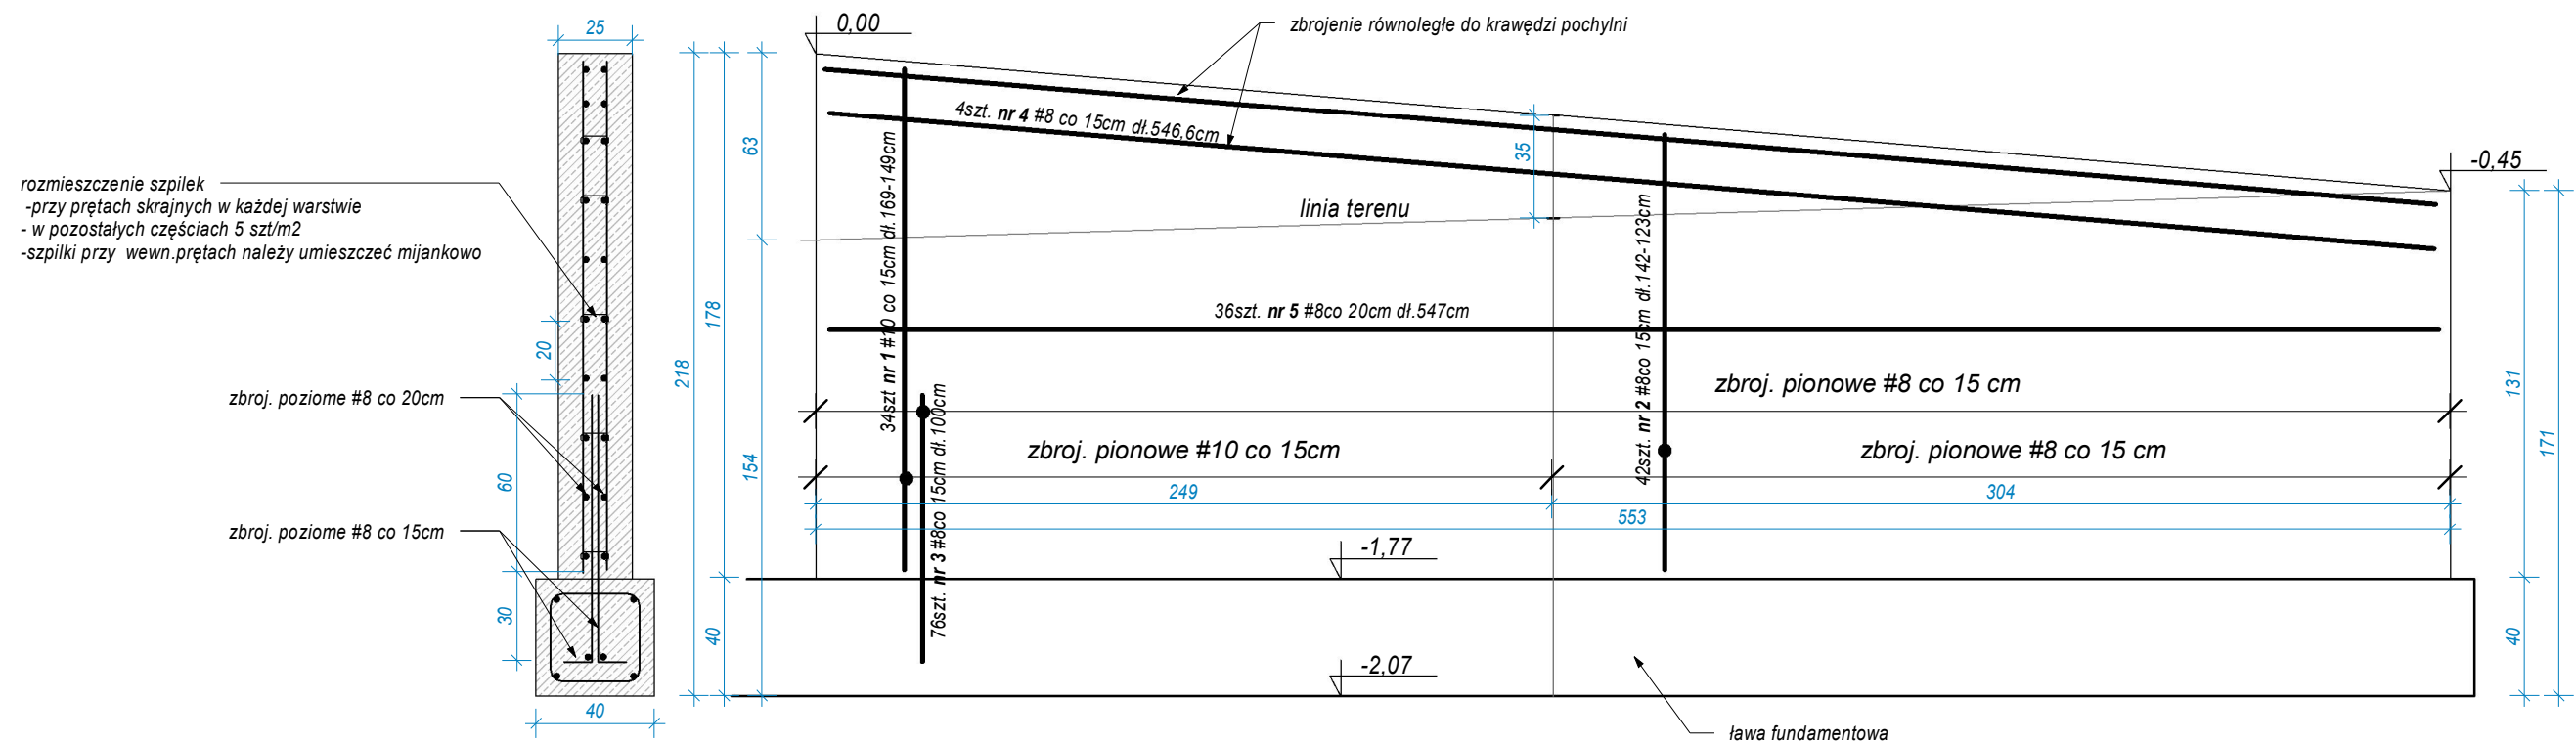 25
0,00
zbrojenie równoległe do krawędzi pochylni
4szt. nr 4 #8 co 15cm dł.546,6cm
63
35
-0,45
rozmieszczenie szpilek
-przy prętach skrajnych w każdej warstwie
- w pozostałych częściach 5 szt/m2
-szpilki przy wewn.prętach należy umieszczeć mijankowo
linia terenu
34szt nr 1 #10 co 15cm dł.169-149cm
42szt. nr 2 #8co 15cm dł.142-123cm
178
36szt. nr 5 #8co 20cm dł.547cm
20
218
zbroj. pionowe #8 co 15 cm
131
zbroj. poziome #8 co 20cm
76szt. nr 3 #8co 15cm dł.100cm
zbroj. pionowe #10 co 15cm
zbroj. pionowe #8 co 15 cm
171
154
60
249
304
553
zbroj. poziome #8 co 15cm
-1,77
30
40
40
-2,07
40
ława fundamentowa